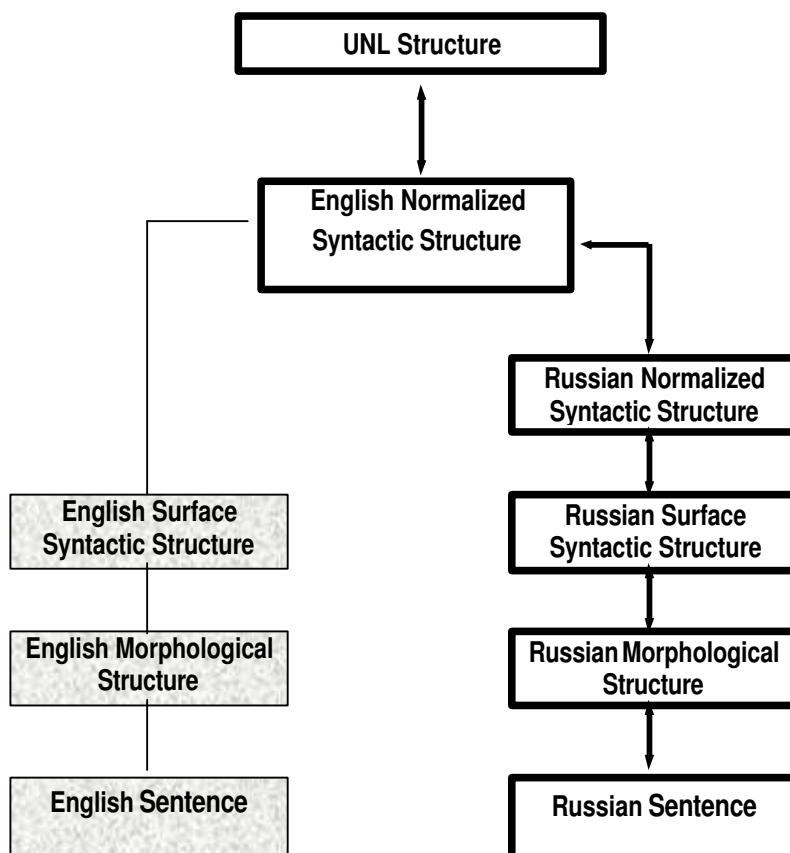 UNL Structure
English Normalized
Syntactic Structure
Russian Normalized
Syntactic Structure
English Surface
Syntactic Structure
Russian Surface
Syntactic Structure
English Morphological
Structure
Russian Morphological
Structure
English Sentence
Russian Sentence